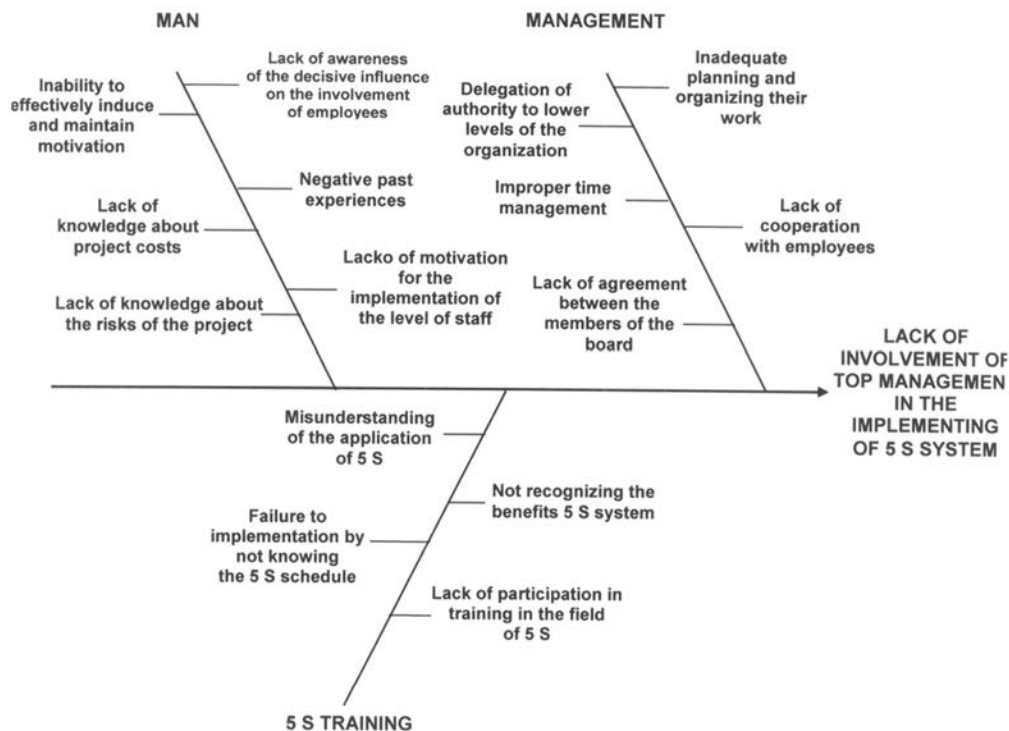 MAN
Lack of awareness
of the decisive influence
on the involvement
of employees
Inability to
effectively induce
and maintain
motivation
Negative past
experiences
Lack of
knowledge about
project costs
Lacko of motivation
for the
implementation of
the level of staff
Lack of knowledge about
the risks of the project
MANAGEMENT
Inadequate
planning and
organizing their
work
Delegation of
authority to lower
levels of the
organization
Improper time
management
Lack of
cooperation
with employees
Lack of agreement
between the
members of the
board
LACK OF
INVOLVEMENT OF
TOP MANAGEMEN
IN THE
IMPLEMENTING
OF 5 S SYSTEM
Misunderstanding
of the application
of 5 S
Not recognizing the
benefits 5 S system
Failure to
implementation by
not knowing
the 5 S schedule
Lack of participation in
training in the field
of 5 S
5 S TRAINING